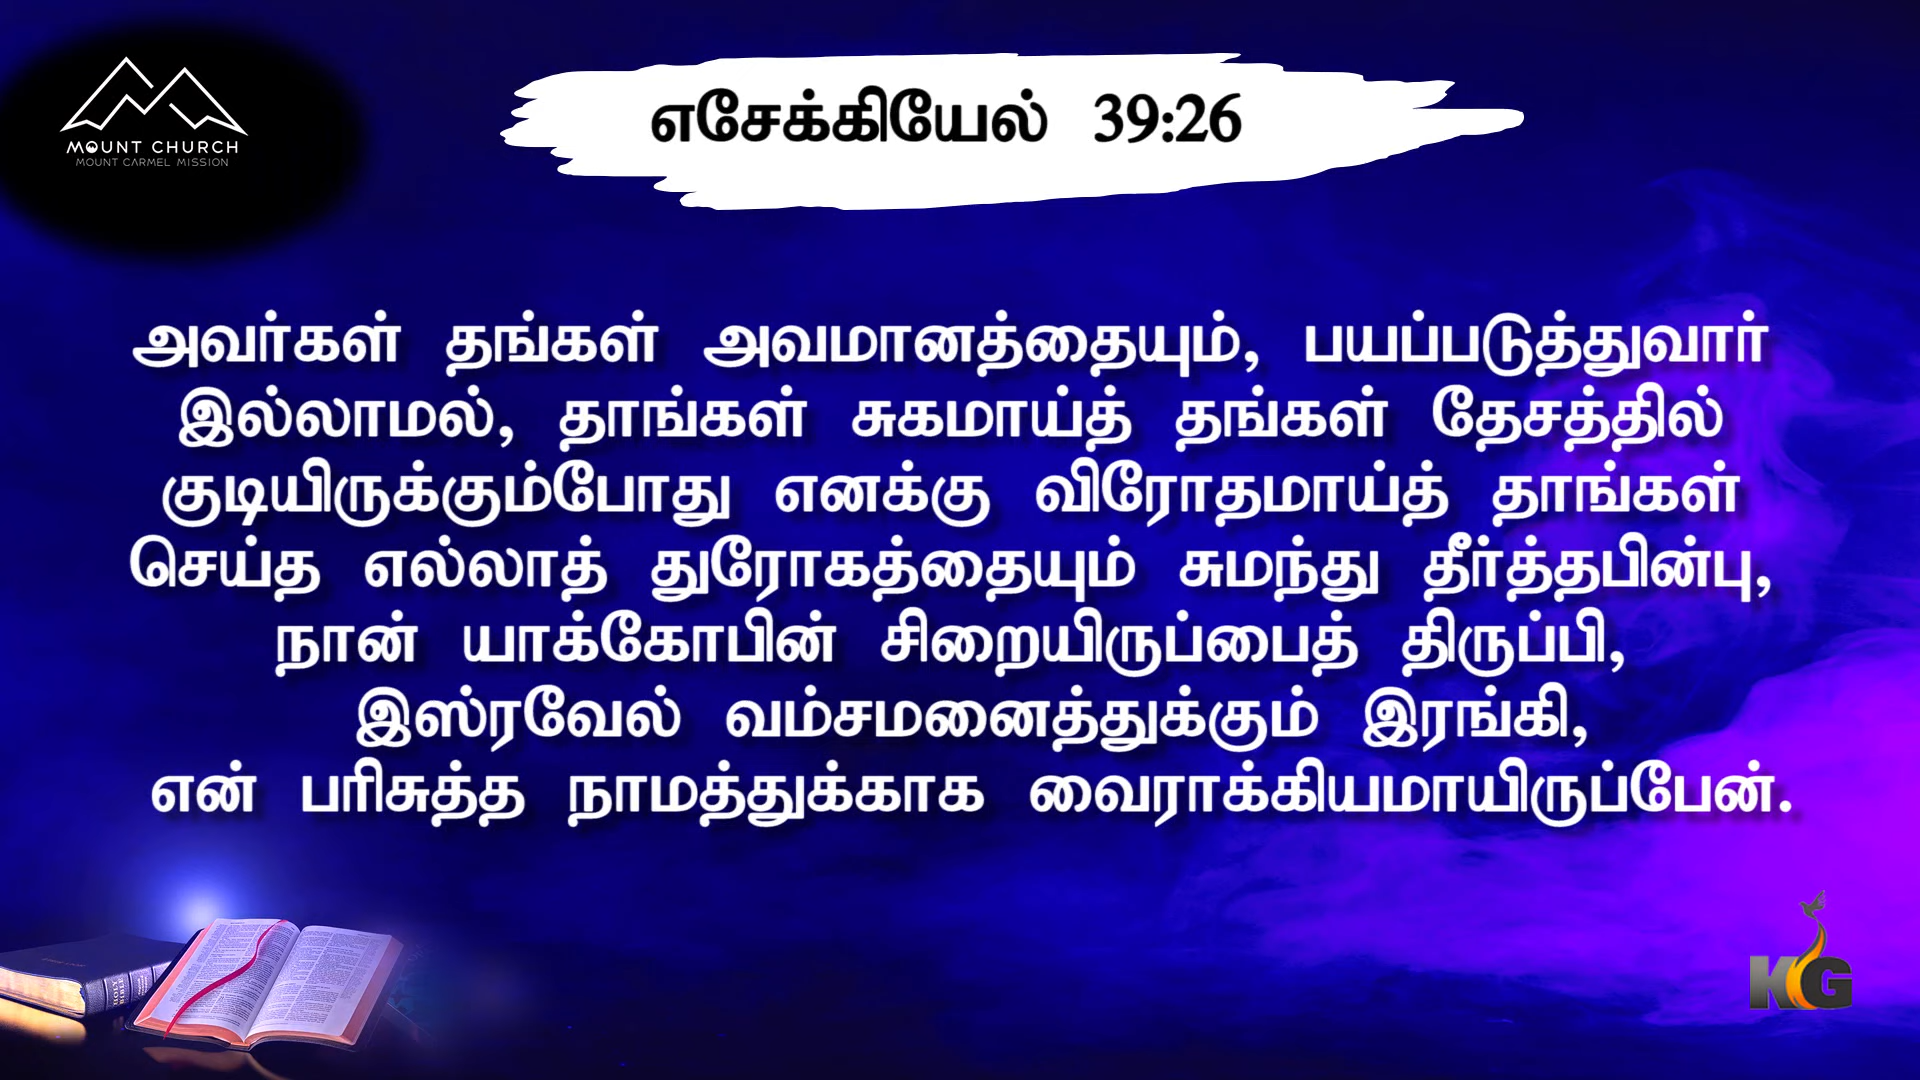 MOUNT CHURCH
MOUNT CARMEL MISSION
எசேக்கியேல் 39:26
அவர்கள் தங்கள் அவமானத்தையும், பயப்படுத்துவார்
இல்லாமல், தாங்கள் சுகமாய்த் தங்கள் தேசத்தில்
குடியிருக்கும்போது எனக்கு விரோதமாய்த் தாங்கள்
செய்த எல்லாத் துரோகத்தையும் சுமந்து தீர்த்தபின்பு,
நான் யாக்கோபின் சிறையிருப்பைத் திருப்பி,
இஸ்ரவேல் வம்சமனைத்துக்கும் இரங்கி,
என் பரிசுத்த நாமத்துக்காக வைராக்கியமாயிருப்பேன்.
HOLY BIBLE
KG